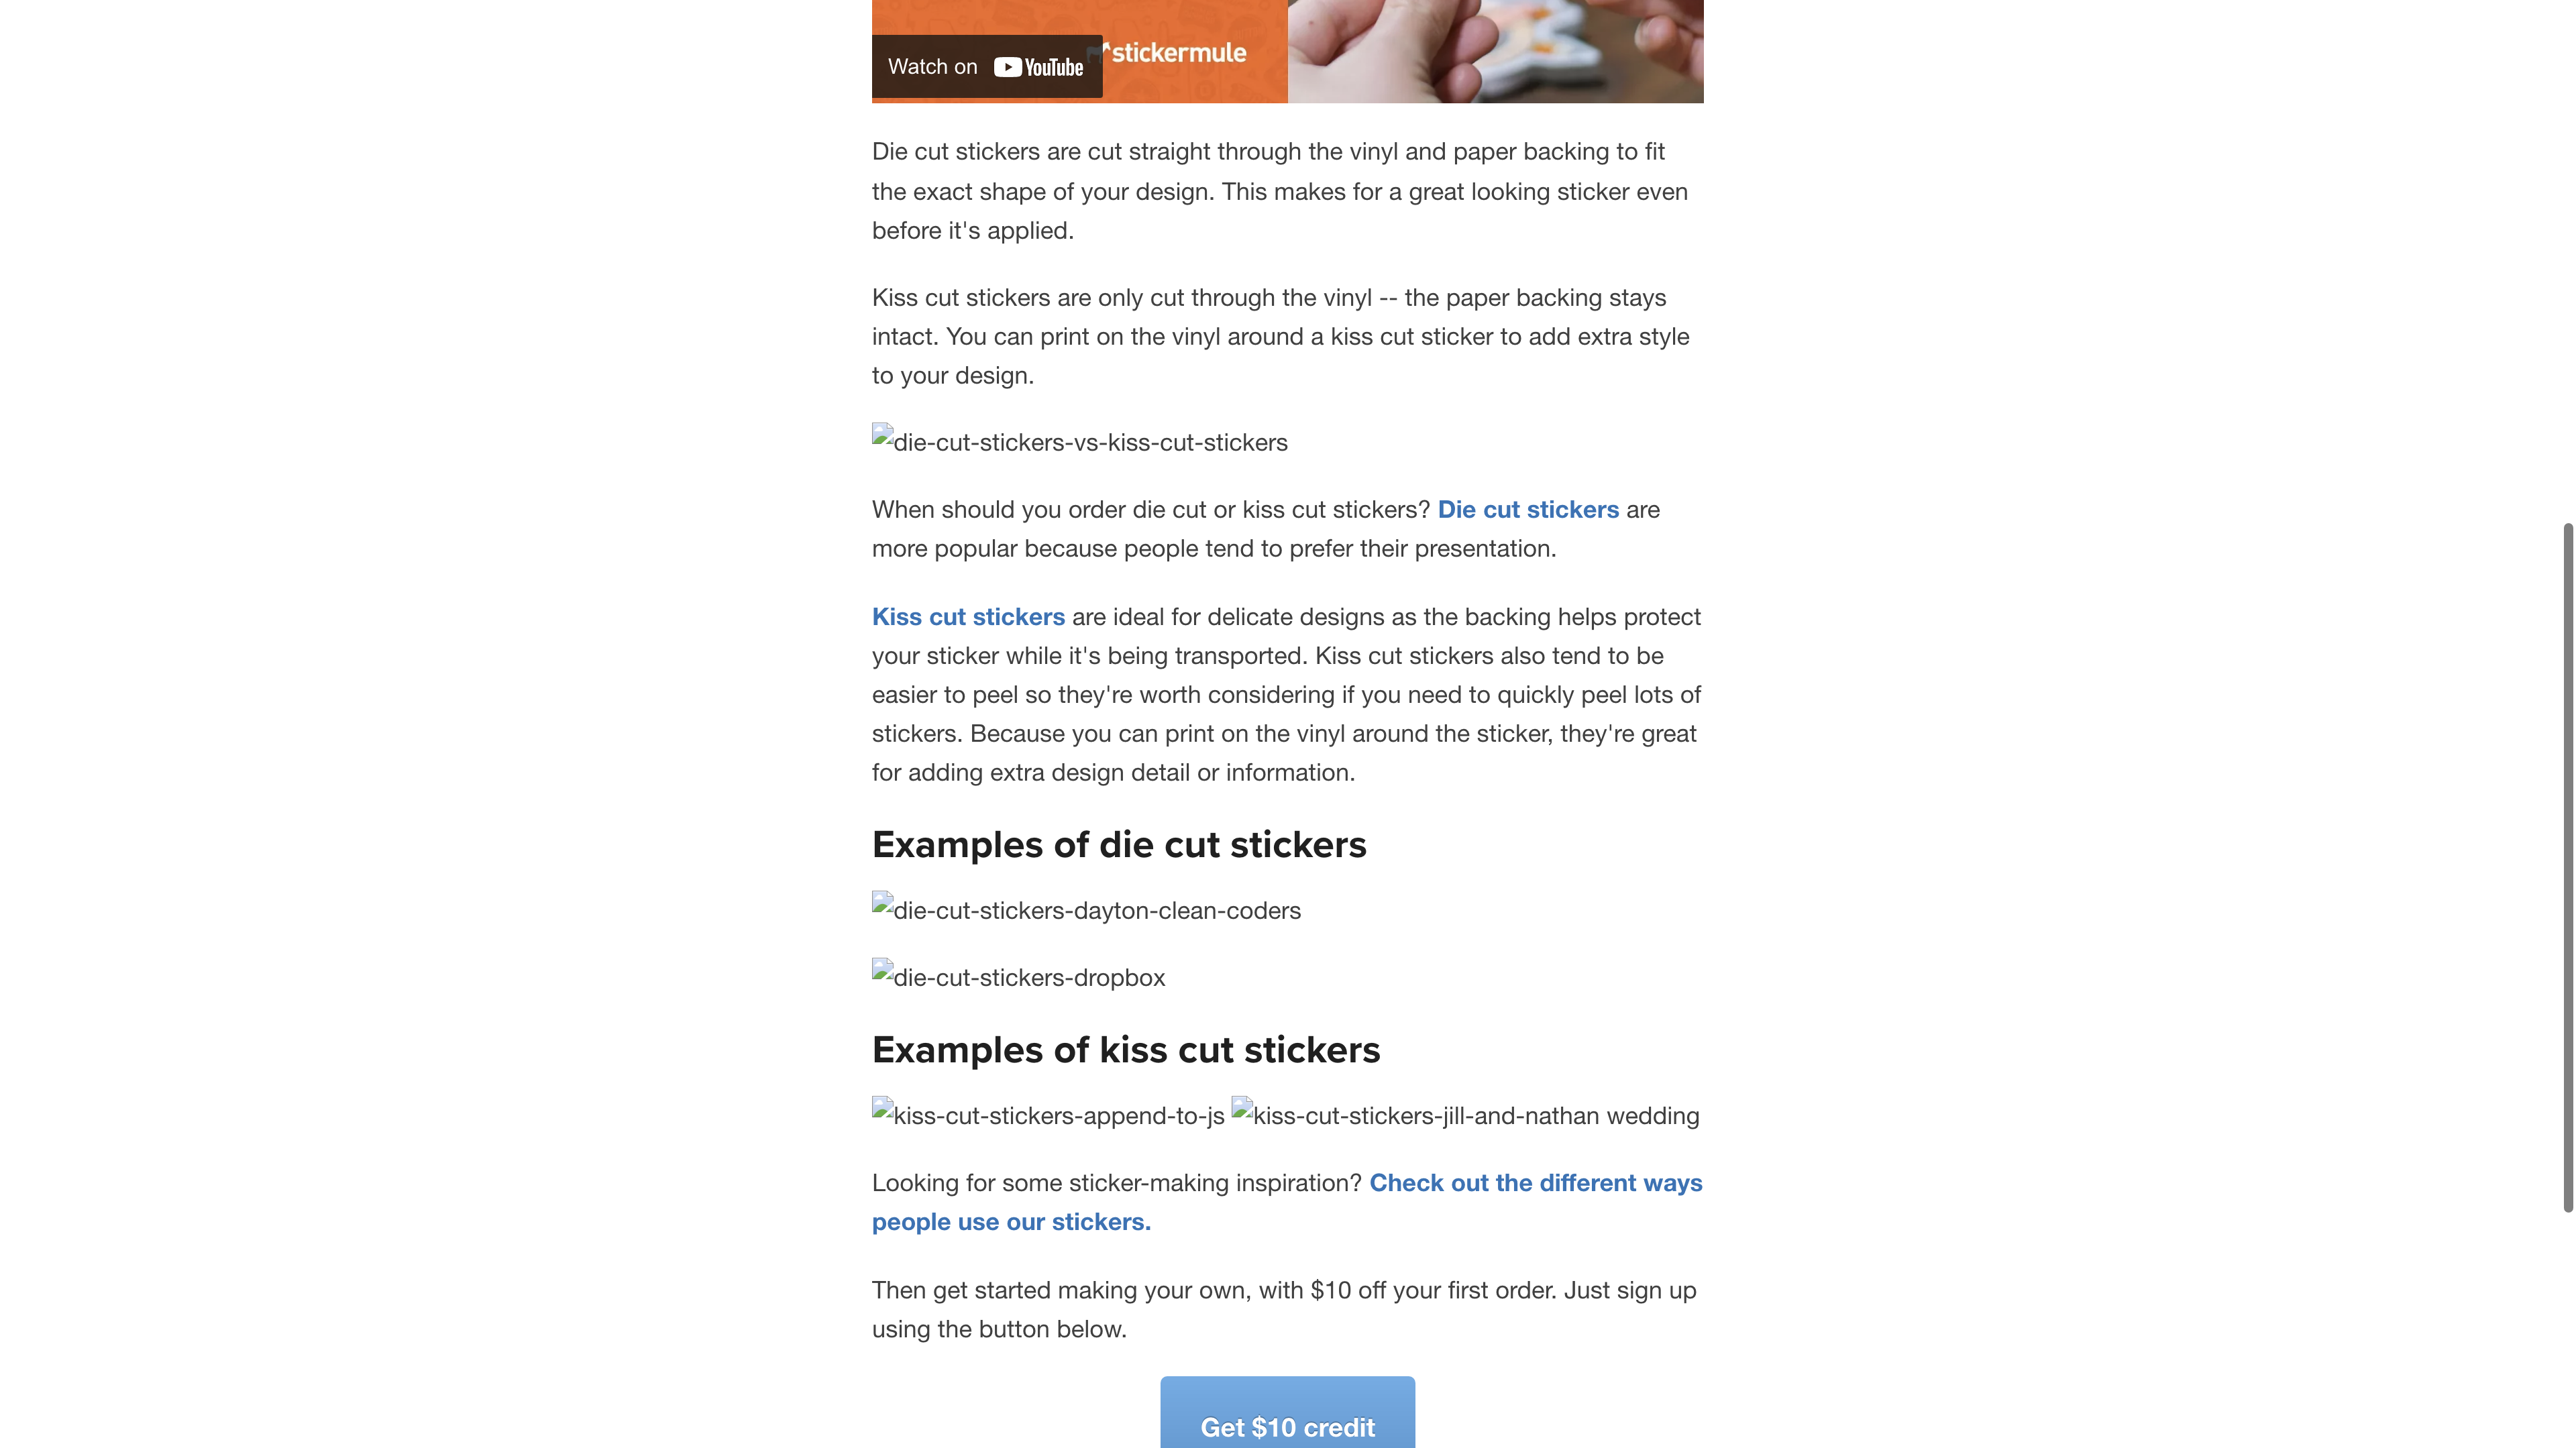 stickermule
Watch on YouTube
Die cut stickers are cut straight through the vinyl and paper backing to fit
the exact shape of your design. This makes for a great looking sticker even
before it's applied.
Kiss cut stickers are only cut through the vinyl -- the paper backing stays
intact. You can print on the vinyl around a kiss cut sticker to add extra style
to your design.
die-cut-stickers-vs-kiss-cut-stickers
When should you order die cut or kiss cut stickers? Die cut stickers are
more popular because people tend to prefer their presentation.
Kiss cut stickers are ideal for delicate designs as the backing helps protect
your sticker while it's being transported. Kiss cut stickers also tend to be
easier to peel so they're worth considering if you need to quickly peel lots of
stickers. Because you can print on the vinyl around the sticker, they're great
for adding extra design detail or information.
Examples of die cut stickers
die-cut-stickers-dayton-clean-coders
die-cut-stickers-dropbox
Examples of kiss cut stickers
kiss-cut-stickers-append-to-js kiss-cut-stickers-jill-and-nathan wedding
Looking for some sticker-making inspiration? Check out the different ways
people use our stickers.
Then get started making your own, with $10 off your first order. Just sign up
using the button below.
Get $10 credit